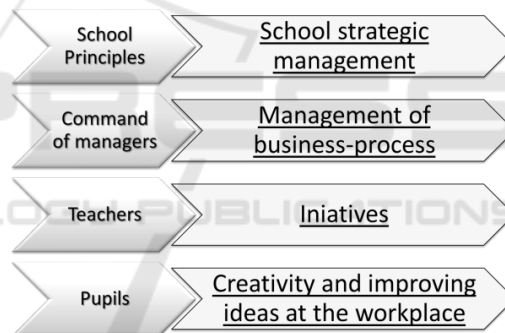 School
Principles
School strategic
management
Command
of managers
Management of
business-process
Teachers
Iniatives
Pupils
Creativity and improving
ideas at the workplace